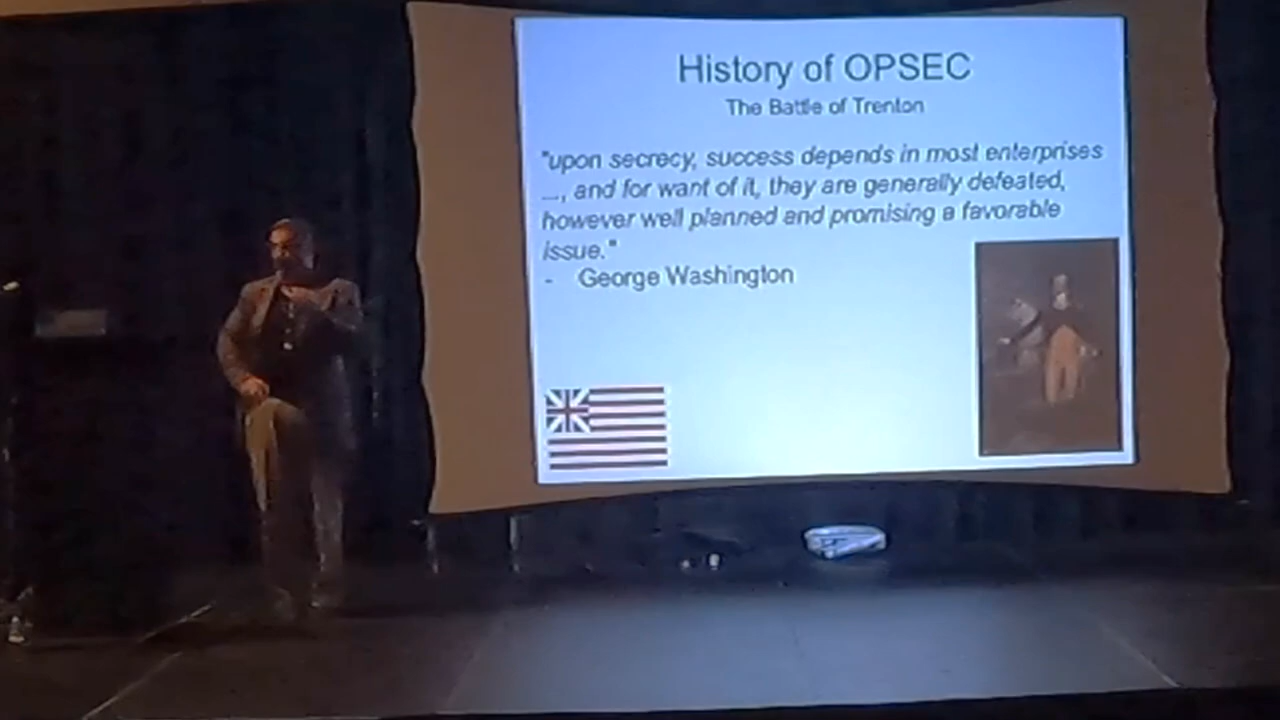 History of OPSEC
The Battle of Trenton
"upon secrecy, success depends in most enterprises
..., and for want of it, they are generally defeated,
however well planned and promising a favorable
issue."
- George Washington